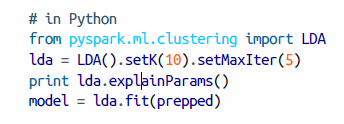 # in Python
from pyspark.ml.clustering import LDA
lda = LDA().setK(10).setMaxIter(5)
print lda.explainParams()
model = lda.fit(prepped)